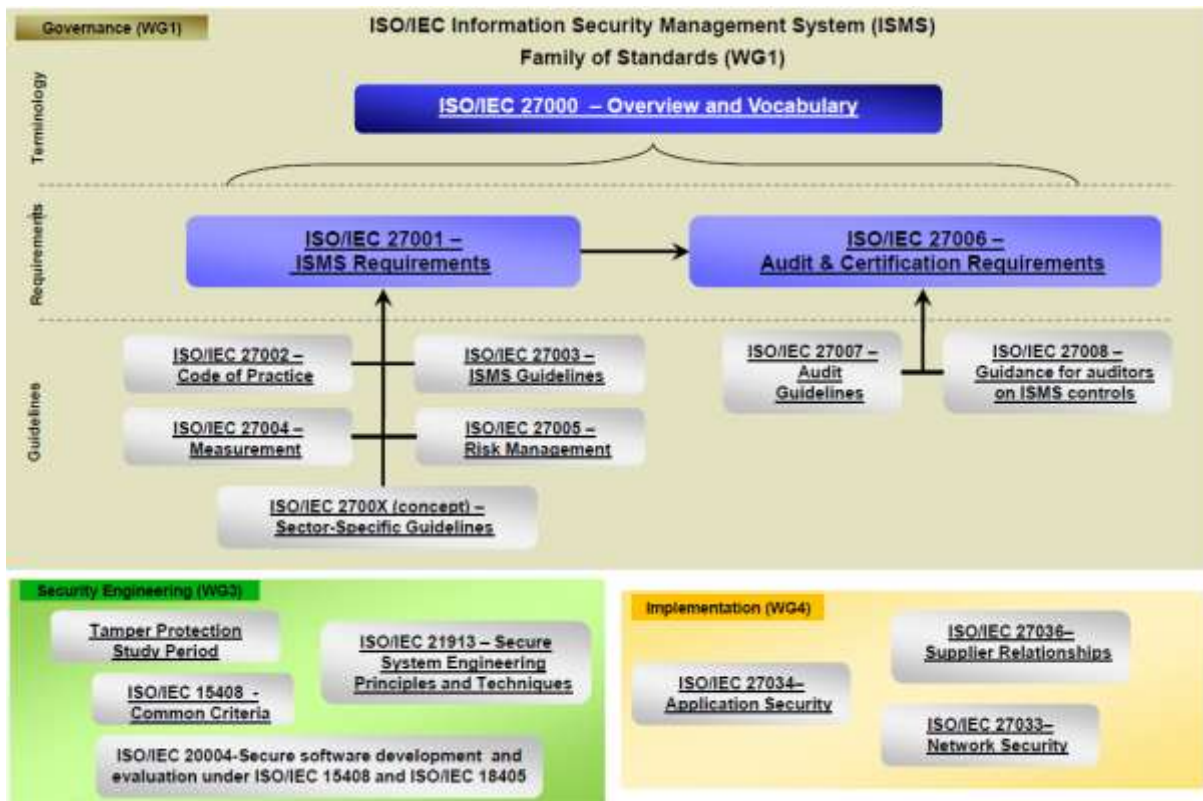 Governance (WG1)
ISO/IEC Information Security Management System (ISMS)
Family of Standards (WG1)
Terminology
ISO/IEC 27000 – Overview and Vocabulary
Requirements
ISO/IEC 27001 –
ISMS Requirements
ISO/IEC 27006 –
Audit & Certification Requirements
Guidelines
ISO/IEC 27002 –
Code of Practice
ISO/IEC 27003 –
ISMS Guidelines
ISO/IEC 27004 –
Measurement
ISO/IEC 27005 –
Risk Management
ISO/IEC 2700X (concept) –
Sector-Specific Guidelines
ISO/IEC 27007 –
Audit
Guidelines
ISO/IEC 27008 –
Guidance for auditors
on ISMS controls
Security Engineering (WG3)
Tamper Protection
Study Period
ISO/IEC 21913 – Secure
System Engineering
Principles and Techniques
ISO/IEC 15408 -
Common Criteria
ISO/IEC 20004-Secure software development and
evaluation under ISO/IEC 15408 and ISO/IEC 18405
Implementation (WG4)
ISO/IEC 27036–
Supplier Relationships
ISO/IEC 27034–
Application Security
ISO/IEC 27033–
Network Security